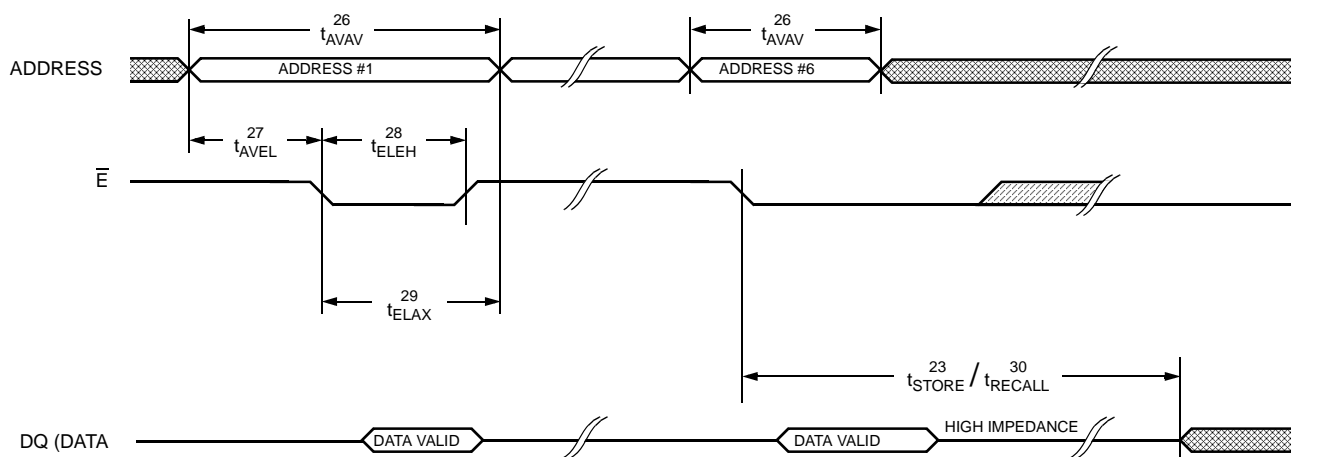 26
tAVAV
26
tAVAV
ADDRESS
ADDRESS #1
ADDRESS #6
27
tAVEL
28
tELEH
E
29
tELAX
23
tSTORE / 30
tRECALL
DQ (DATA
DATA VALID
DATA VALID
HIGH IMPEDANCE